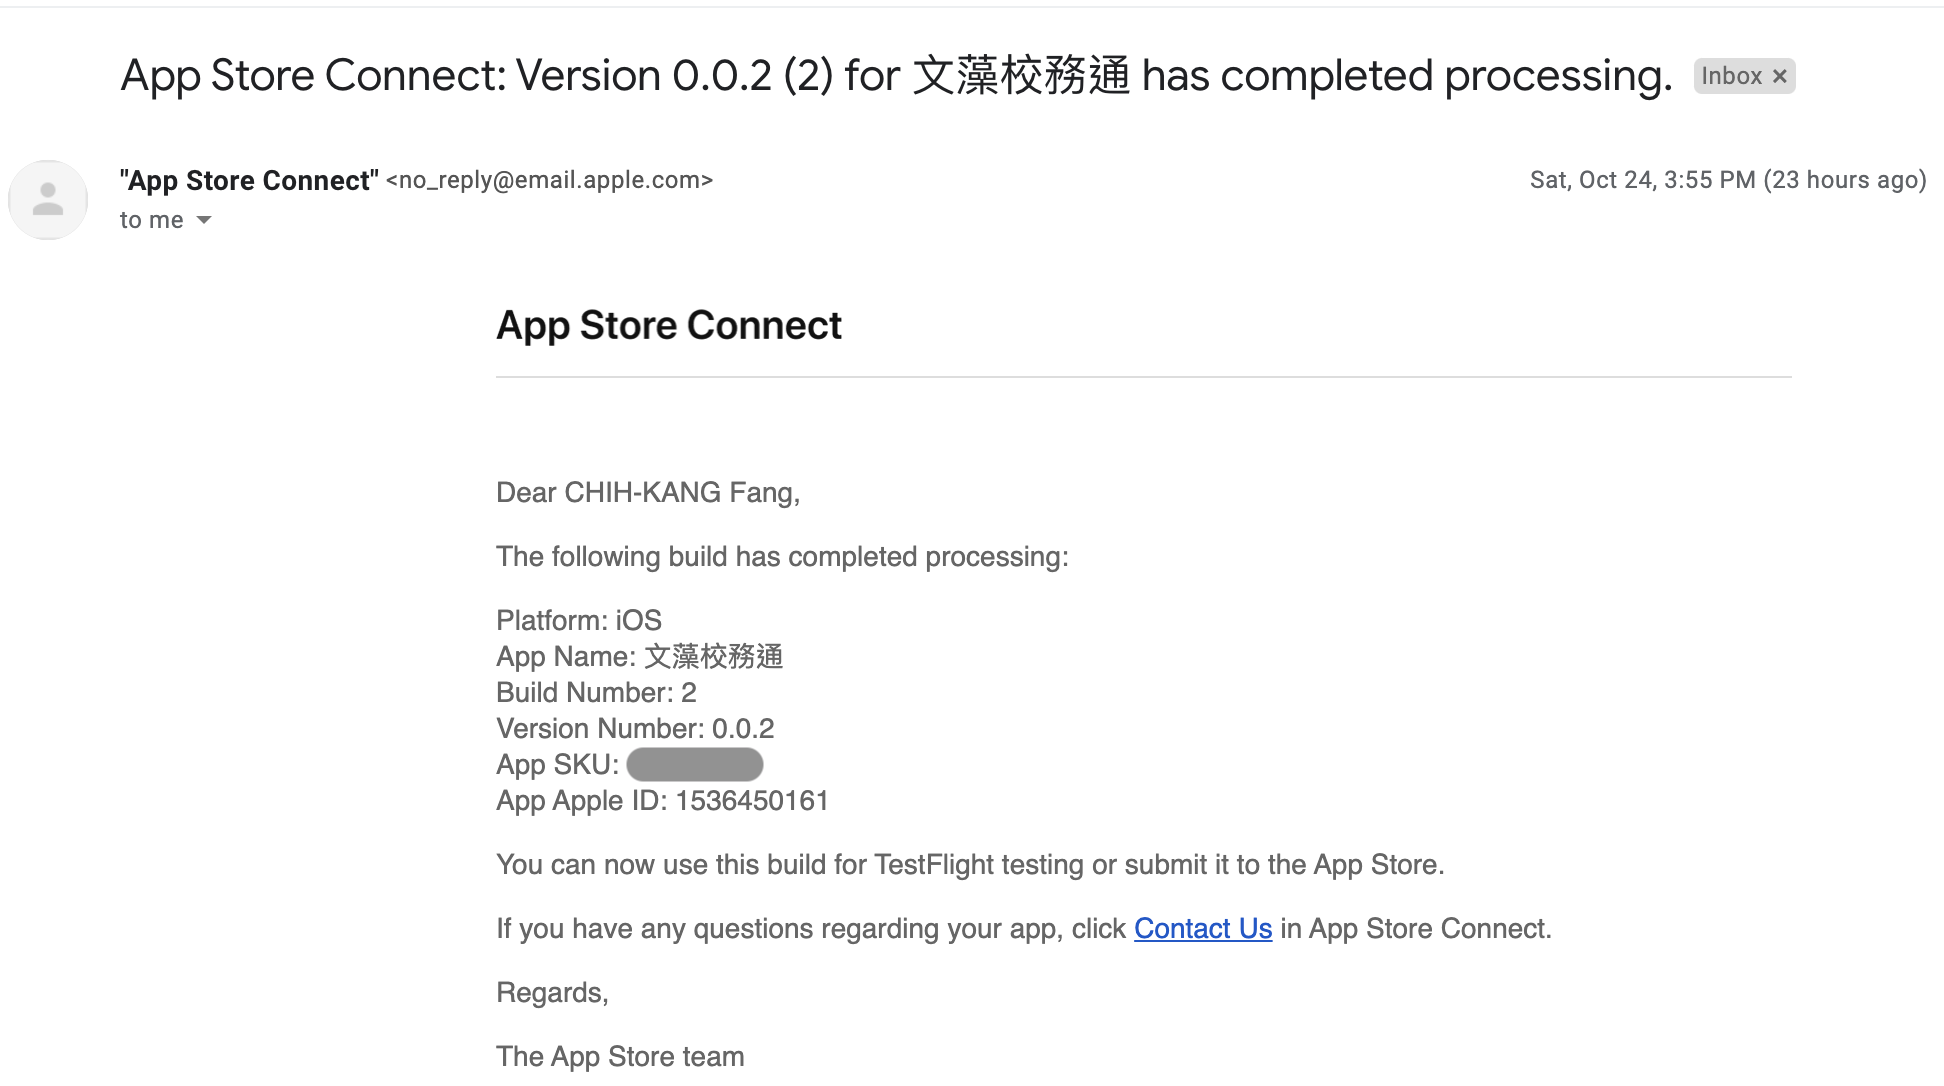 App Store Connect: Version 0.0.2 (2) for 文藻校務通 has completed processing. Inbox ×
"App Store Connect" <no_reply@email.apple.com> Sat, Oct 24, 3:55 PM (23 hours ago)
to me
App Store Connect
Dear CHIH-KANG Fang,
The following build has completed processing:
Platform: iOS
App Name: 文藻校務通
Build Number: 2
Version Number: 0.0.2
App SKU:
App Apple ID: 1536450161
You can now use this build for TestFlight testing or submit it to the App Store.
If you have any questions regarding your app, click Contact Us in App Store Connect.
Regards,
The App Store team